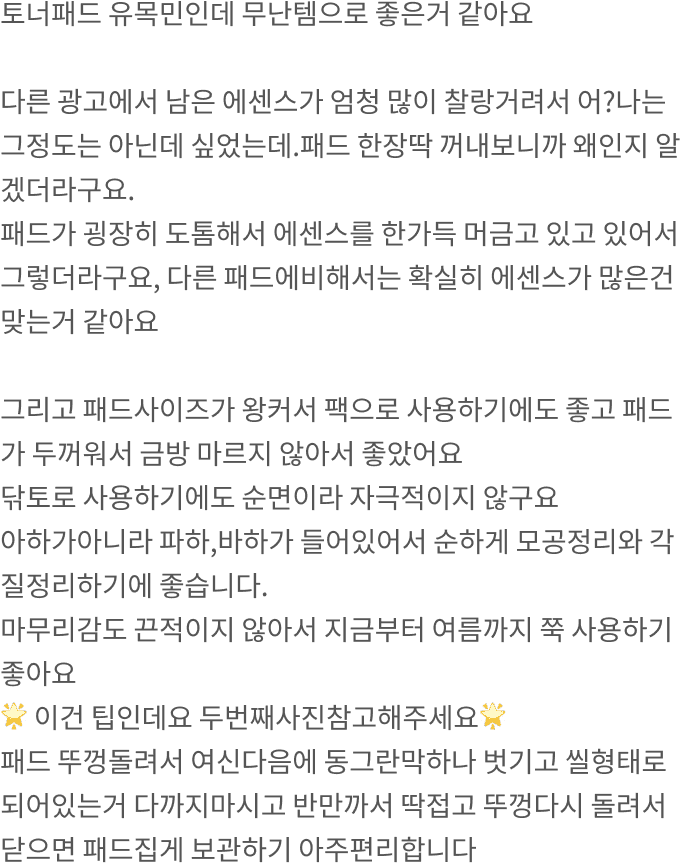 토너패드 유목민인데 무난템으로 좋은거 같아요
다른 광고에서 남은 에센스가 엄청 많이 찰랑거려서 어?나는
그정도는 아닌데 싶었는데.패드 한장딱 꺼내보니까 왜인지 알
겠더라구요.
패드가 굉장히 도톰해서 에센스를 한가득 머금고 있고 있어서
그렇더라구요, 다른 패드에비해서는 확실히 에센스가 많은건
맞는거 같아요
그리고 패드사이즈가 왕커서 팩으로 사용하기에도 좋고 패드
가 두꺼워서 금방 마르지 않아서 좋았어요
닦토로 사용하기에도 순면이라 자극적이지 않구요
아하가아니라 파하,바하가 들어있어서 순하게 모공정리와 각
질정리하기에 좋습니다.
마무리감도 끈적이지 않아서 지금부터 여름까지 쭉 사용하기
좋아요
🌟 이건 팁인데요 두번째사진참고해주세요🌟
패드 뚜껑돌려서 여신다음에 동그란막하나 벗기고 씰형태로
되어있는거 다까지마시고 반만까서 딱접고 뚜껑다시 돌려서
닫으면 패드집게 보관하기 아주편리합니다